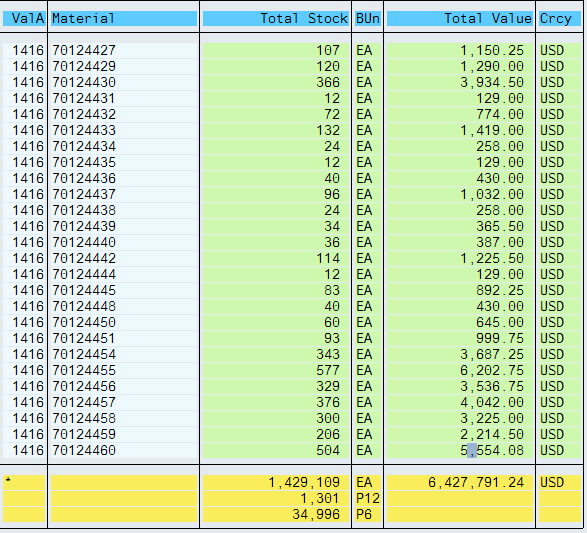 ValA Material Total Stock BUn Total Value Crcy
1416 70124427 107 EA 1,150.25 USD
1416 70124429 120 EA 1,290.00 USD
1416 70124430 366 EA 3,934.50 USD
1416 70124431 12 EA 129.00 USD
1416 70124432 72 EA 774.00 USD
1416 70124433 132 EA 1,419.00 USD
1416 70124434 24 EA 258.00 USD
1416 70124435 12 EA 129.00 USD
1416 70124436 40 EA 430.00 USD
1416 70124437 96 EA 1,032.00 USD
1416 70124438 24 EA 258.00 USD
1416 70124439 34 EA 365.50 USD
1416 70124440 36 EA 387.00 USD
1416 70124442 114 EA 1,225.50 USD
1416 70124444 12 EA 129.00 USD
1416 70124445 83 EA 892.25 USD
1416 70124448 40 EA 430.00 USD
1416 70124450 60 EA 645.00 USD
1416 70124451 93 EA 999.75 USD
1416 70124454 343 EA 3,687.25 USD
1416 70124455 577 EA 6,202.75 USD
1416 70124456 329 EA 3,536.75 USD
1416 70124457 376 EA 4,042.00 USD
1416 70124458 300 EA 3,225.00 USD
1416 70124459 206 EA 2,214.50 USD
1416 70124460 504 EA 5,554.08 USD
* 1,429,109 EA 6,427,791.24 USD
1,301 P12
34,996 P6